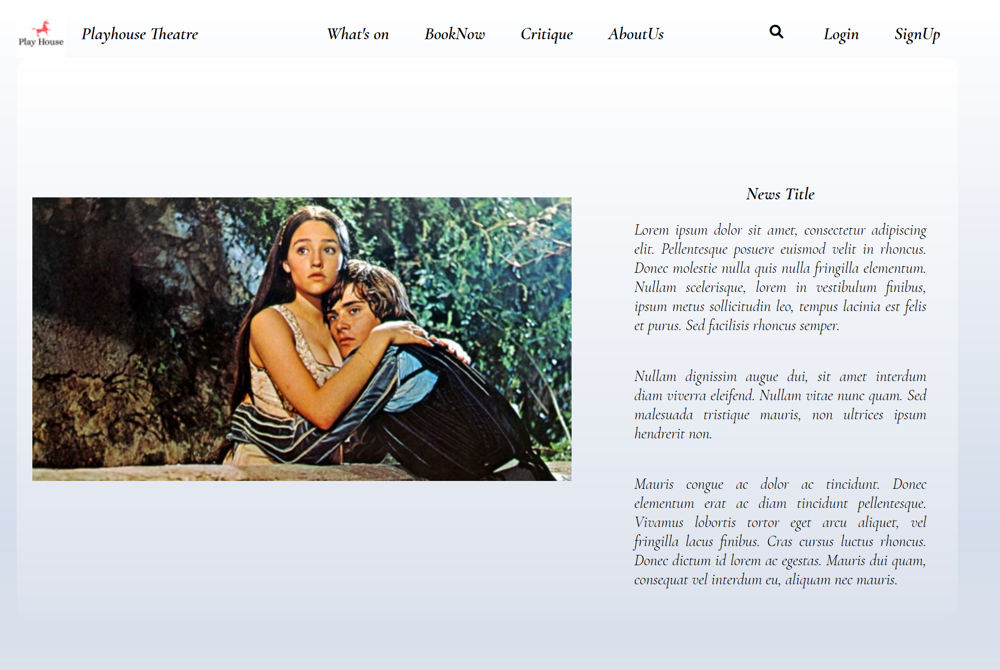 Play House
Playhouse Theatre
What's on
BookNow
Critique
AboutUs
Login
SignUp
News Title
Lorem ipsum dolor sit amet, consectetur adipiscing
elit. Pellentesque posuere euismod velit in rhoncus.
Donec molestie nulla quis nulla fringilla elementum.
Nullam scelerisque, lorem in vestibulum finibus,
ipsum metus sollicitudin leo, tempus lacinia est felis
et purus. Sed facilisis rhoncus semper.
Nullam dignissim augue dui, sit amet interdum
diam viverra eleifend. Nullam vitae nunc quam. Sed
malesuada tristique mauris, non ultrices ipsum
hendrerit non.
Mauris congue ac dolor ac tincidunt. Donec
elementum erat ac diam tincidunt pellentesque.
Vivamus lobortis tortor eget arcu aliquet, vel
fringilla lacus finibus. Cras cursus luctus rhoncus.
Donec dictum id lorem ac egestas. Mauris dui quam,
consequat vel interdum eu, aliquam nec mauris.